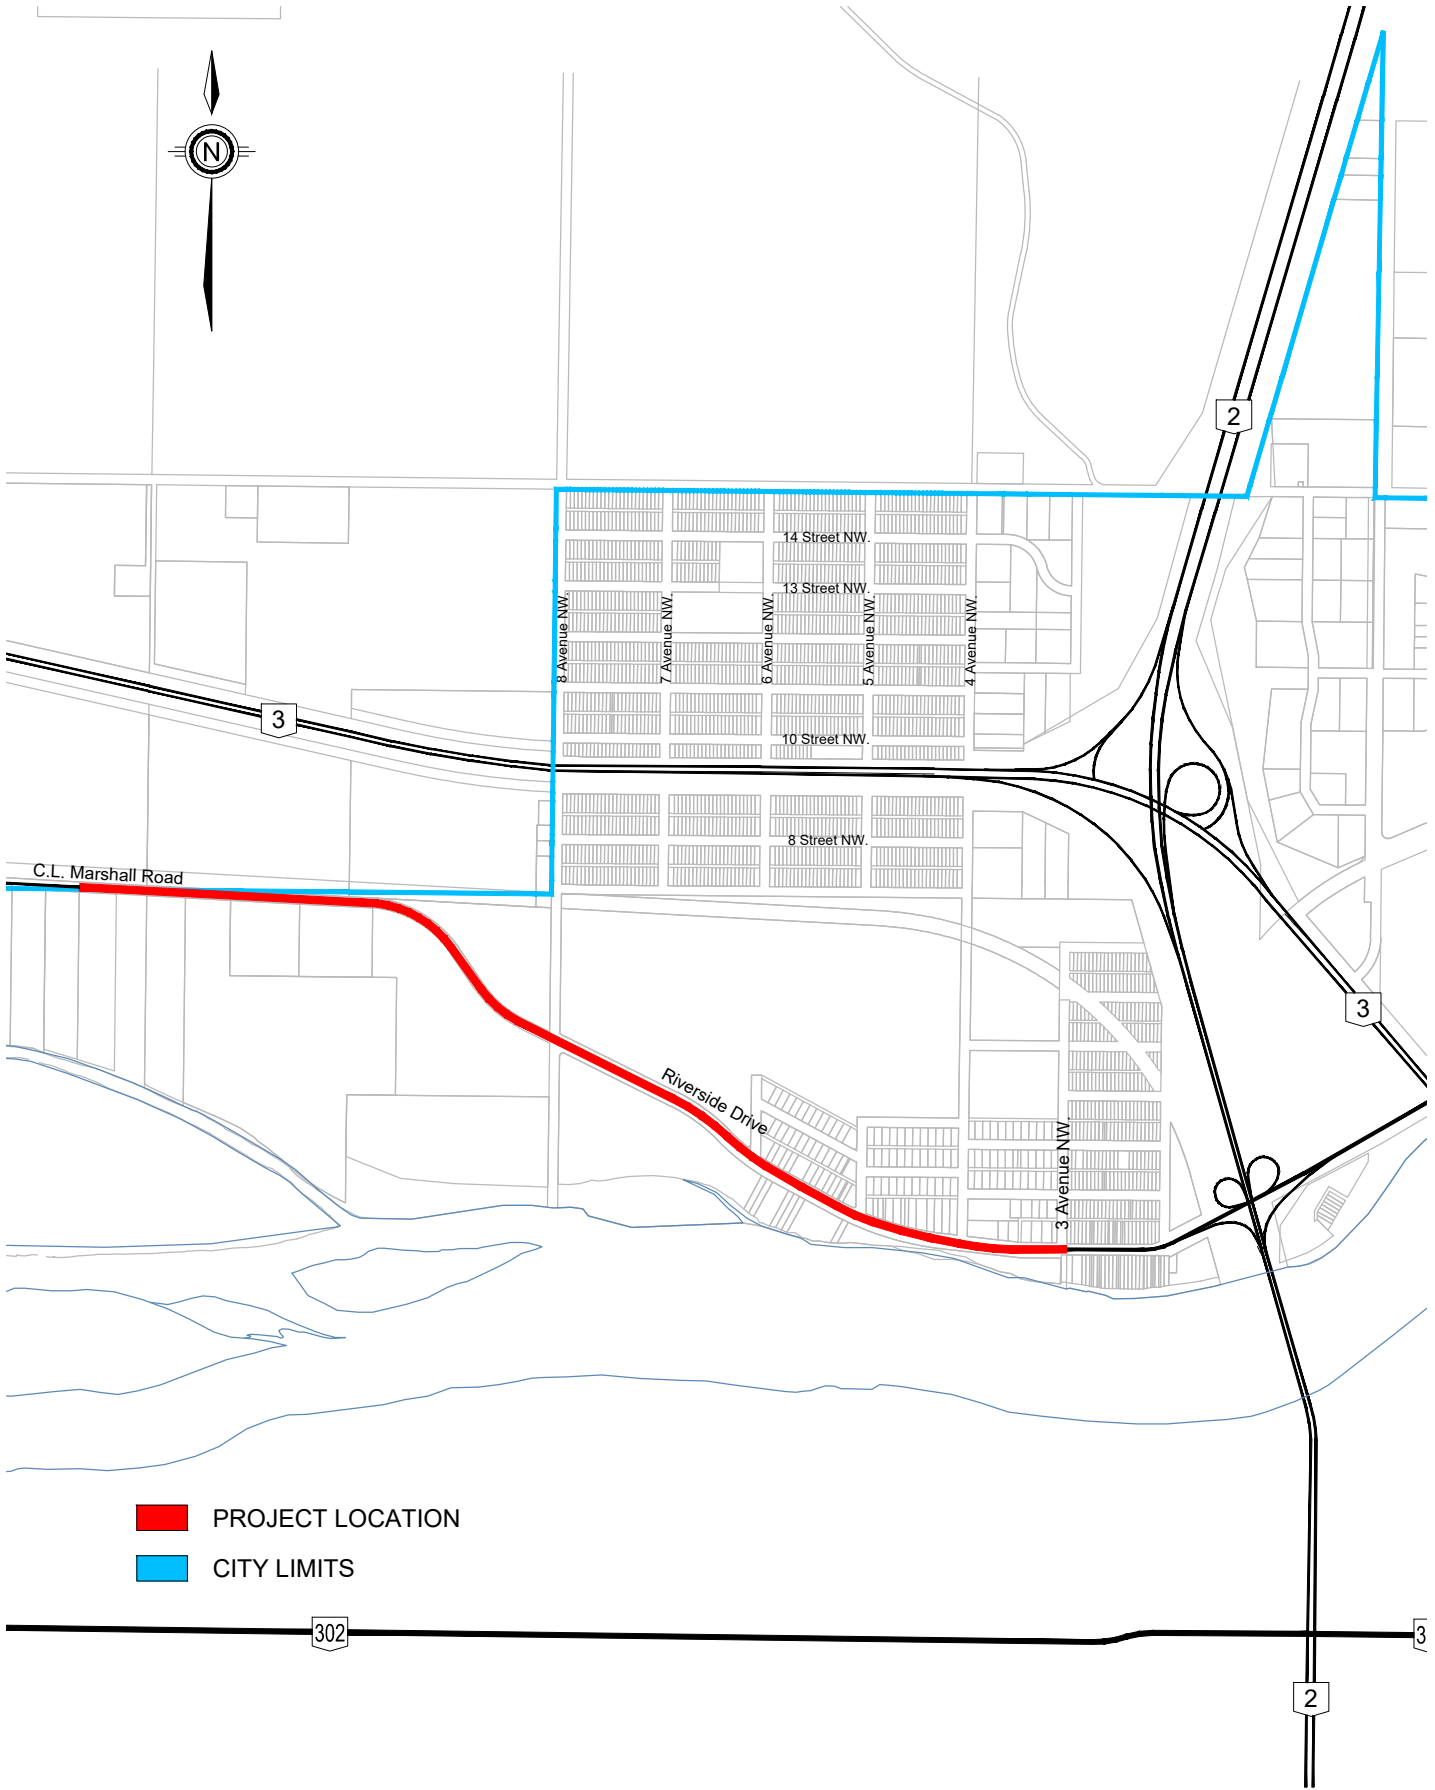 N
2
14 Street NW.
13 Street NW.
8 Avenue NW.
7 Avenue NW.
6 Avenue NW.
5 Avenue NW.
4 Avenue NW.
3
10 Street NW.
8 Street NW.
C.L. Marshall Road
3
Riverside Drive
3 Avenue NW.
PROJECT LOCATION
CITY LIMITS
302
3
2